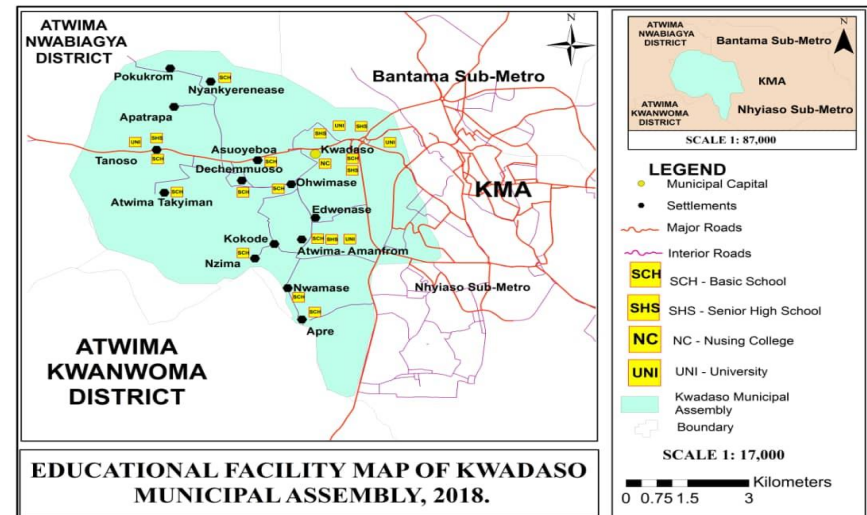 ATWIMA
NWABIAGYA
DISTRICT
N
Pokukrom
SCH
Nyankyerenease
Bantama Sub-Metro
Apatrapa
UNI
SHS
SHS
UNI
SHS
UNI
Asuoyeboa
Kwadaso
Tanoso
SCH
SCH
NC
SCH
SHS
Dechemmuoso
Ohwimase
KMA
Atwima Takyiman
SCH
SCH
SCH
Edwenase
Kokode
SCH
SHS
UNI
Atwima- Amanfrom
SCH
Nzima
Nwamase
Nhyiaso Sub-Metro
SCH
SCH
Apre
ATWIMA
KWANWOMA
DISTRICT
EDUCATIONAL FACILITY MAP OF KWADASO
MUNICIPAL ASSEMBLY, 2018.
ATWIMA
NWABIAGYA
DISTRICT
N
Bantama Sub-Metro
KMA
ATWIMA
KWANWOMA
DISTRICT
Nhyiaso Sub-Metro
SCALE 1: 87,000
LEGEND
Municipal Capital
Settlements
Major Roads
Interior Roads
SCH SCH - Basic School
SHS SHS - Senior High School
NC NC - Nusing College
UNI UNI - University
Kwadaso Municipal
Assembly
Boundary
SCALE 1: 17,000
Kilometers
0 0.75 1.5 3